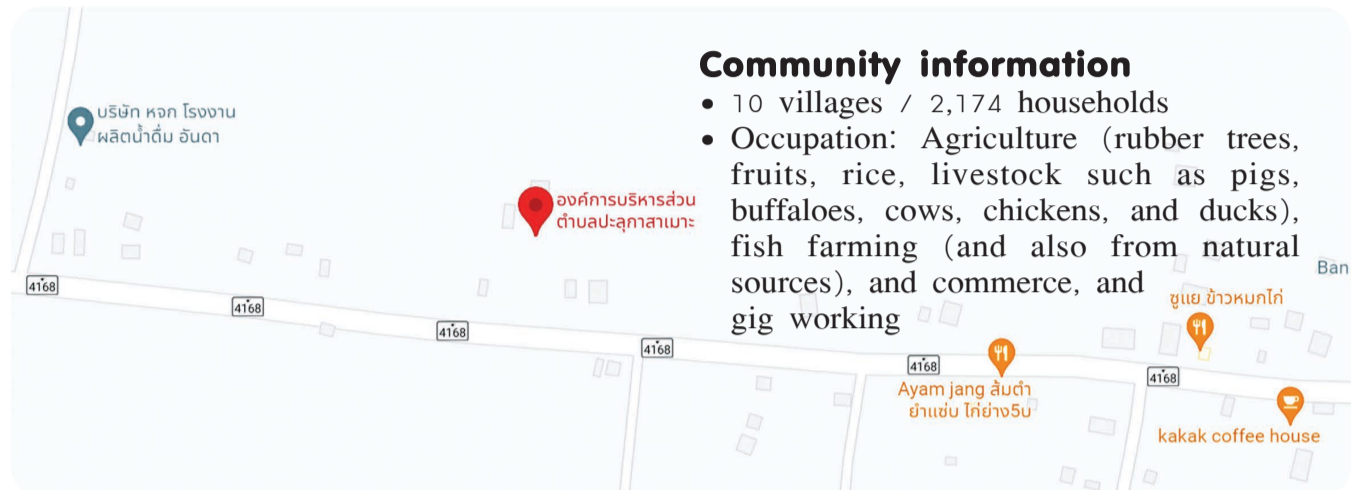 Community information
• 10 villages / 2,174 households
• Occupation: Agriculture (rubber trees,
fruits, rice, livestock such as pigs,
buffaloes, cows, chickens, and ducks),
fish farming (and also from natural
sources), and commerce, and
gig working
บริษัท หจก โรงงาน
ผลิตน้ำดื่ม อันดา
องค์การบริหารส่วน
ตำบลปะลุกาสาเมาะ
Ban
ซูแย ข้าวหมกไก่
4168
4168
4168
4168
4168
4168
Ayam jang ส้มตำ
ยำแซ่บ ไก่ย่าง5บ
kakak coffee house